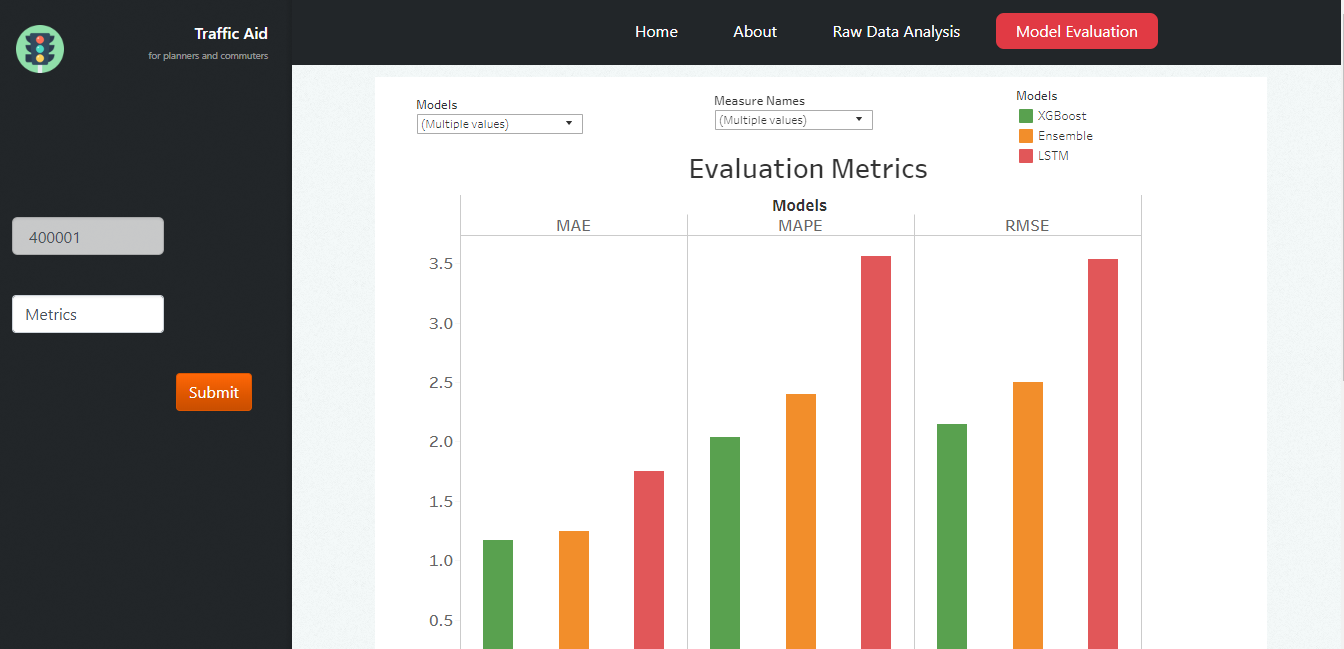 Traffic Aid
for planners and commuters
Home
About
Raw Data Analysis
Model Evaluation
400001
Metrics
Submit
Models
(Multiple values)
Measure Names
(Multiple values)
Models
XGBoost
Ensemble
LSTM
Evaluation Metrics
Models
MAE
MAPE
RMSE
3.5
3.0
2.5
2.0
1.5
1.0
0.5